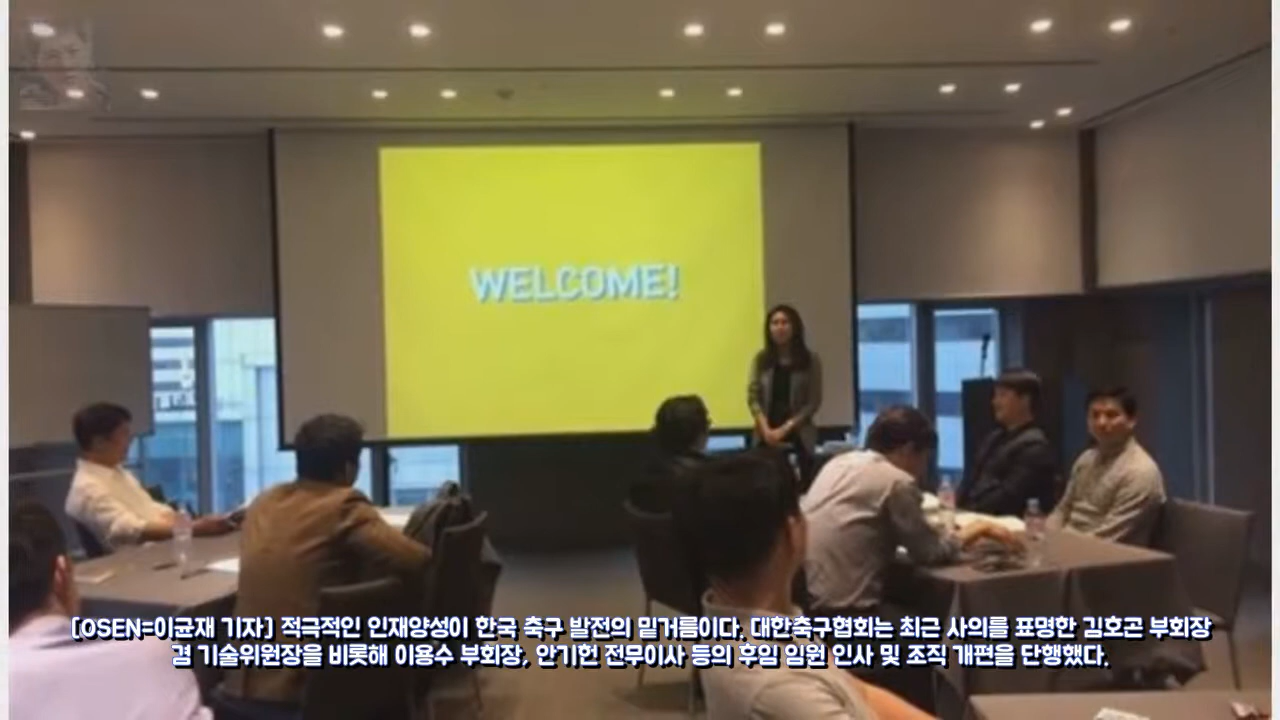 WELCOME!
[OSEN=이균재 기자] 적극적인 인재양성이 한국 축구 발전의 밑거름이다. 대한축구협회는 최근 사의를 표명한 김호곤 부회장
겸 기술위원장을 비롯해 이용수 부회장, 안기헌 전무이사 등의 후임 임원 인사 및 조직 개편을 단행했다.